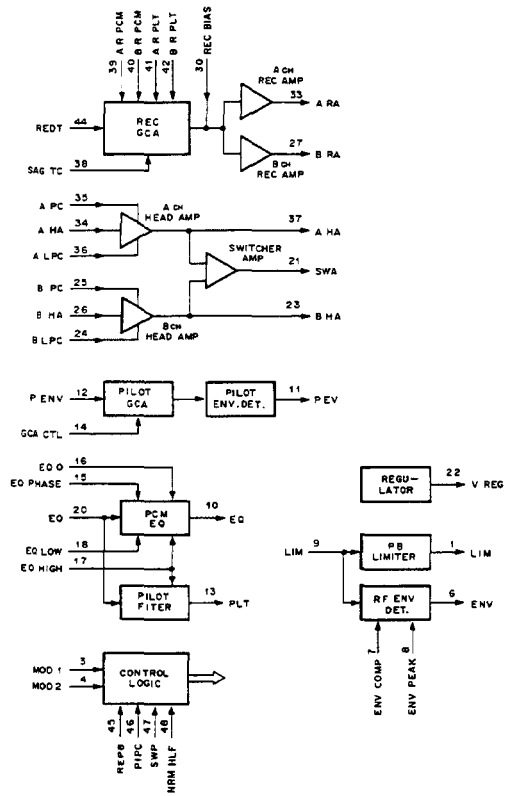 39 A R PCM
40 B R PCM
41 A R PLT
42 B R PLT
30 REC BIAS
A CH
REC AMP
33
A RA
REDT
44
REC
GCA
27
B RA
B CH
REC AMP
SAG TC
38
A PC
35
A CH
HEAD AMP
A HA
34
37
A HA
A LPC
36
SWITCHER
AMP
21
SWA
B PC
25
B HA
26
23
B HA
B LPC
24
B CH
HEAD AMP
P ENV
12
PILOT
GCA
PILOT
ENV. DET.
11
PEV
GCA CTL
14
EQ O
16
EQ PHASE
15
EQ
20
PCM
EQ
10
EQ
EQ LOW
18
EQ HIGH
17
PILOT
FITER
13
PLT
REGU-
LATOR
22
V REG
LIM
9
PB
LIMITER
1
LIM
RF ENV
DET.
6
ENV
7
ENV COMP
8
ENV PEAK
MOD 1
3
MOD 2
4
CONTROL
LOGIC
45
REPB
46
PIPC
47
SWP
48
NRM HLF